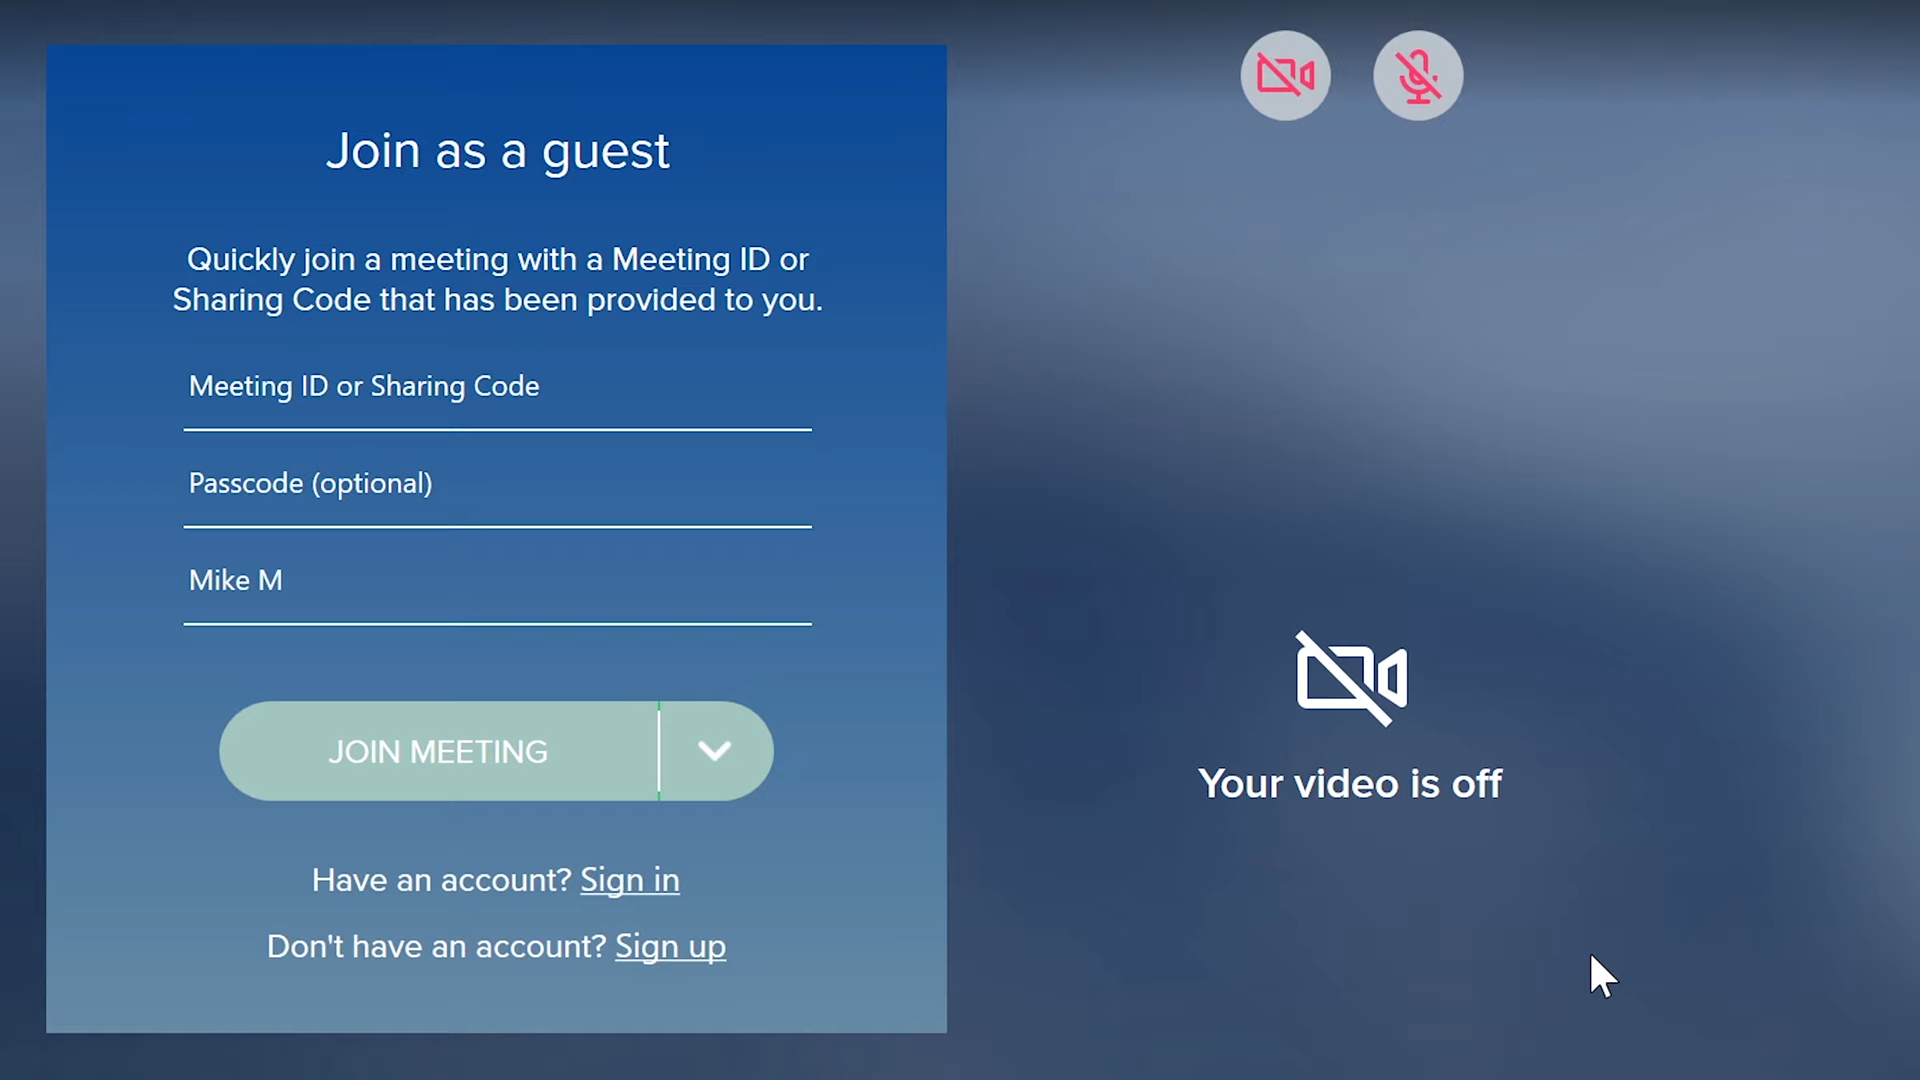 Join as a guest
Quickly join a meeting with a Meeting ID or
Sharing Code that has been provided to you.
Meeting ID or Sharing Code
Passcode (optional)
Mike M
JOIN MEETING
Have an account? Sign in
Don't have an account? Sign up
Your video is off